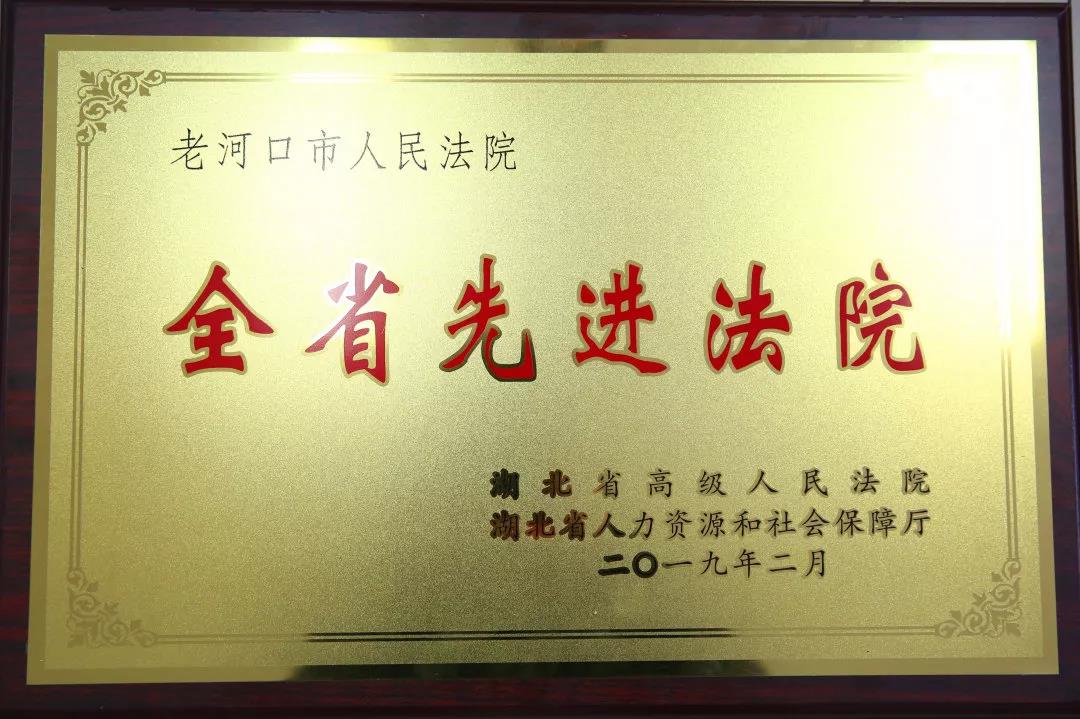 老河口市人民法院
全省先进法院
湖北省高级人民法院
湖北省人力资源和社会保障厅
二〇一九年二月